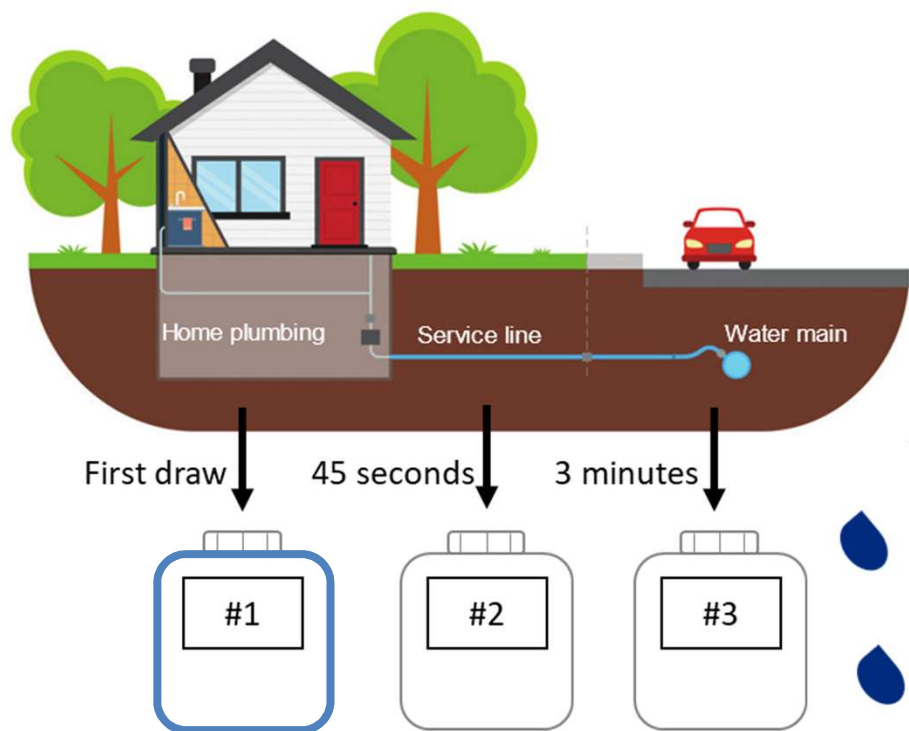 Home plumbing
Service line
Water main
First draw
45 seconds
3 minutes
#1
#2
#3